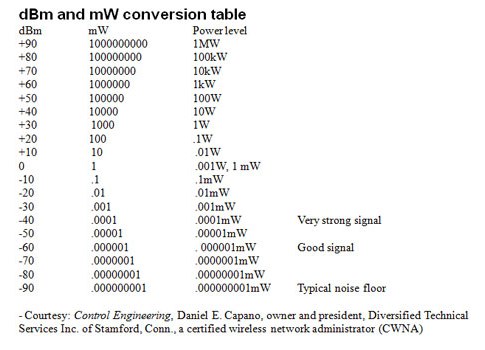 dBm and mW conversion table
dBm mW Power level
+90 1000000000 1MW
+80 100000000 100kW
+70 10000000 10kW
+60 1000000 1kW
+50 100000 100W
+40 10000 10W
+30 1000 1W
+20 100 .1W
+10 10 .01W
0 1 .001W, 1 mW
-10 .1 .1mW
-20 .01 .01mW
-30 .001 .001mW
-40 .0001 .0001mW Very strong signal
-50 .00001 .00001mW
-60 .000001 . 000001mW Good signal
-70 .0000001 .0000001mW
-80 .00000001 .00000001mW
-90 .000000001 .000000001mW Typical noise floor
- Courtesy: Control Engineering, Daniel E. Capano, owner and president, Diversified Technical
Services Inc. of Stamford, Conn., a certified wireless network administrator (CWNA)